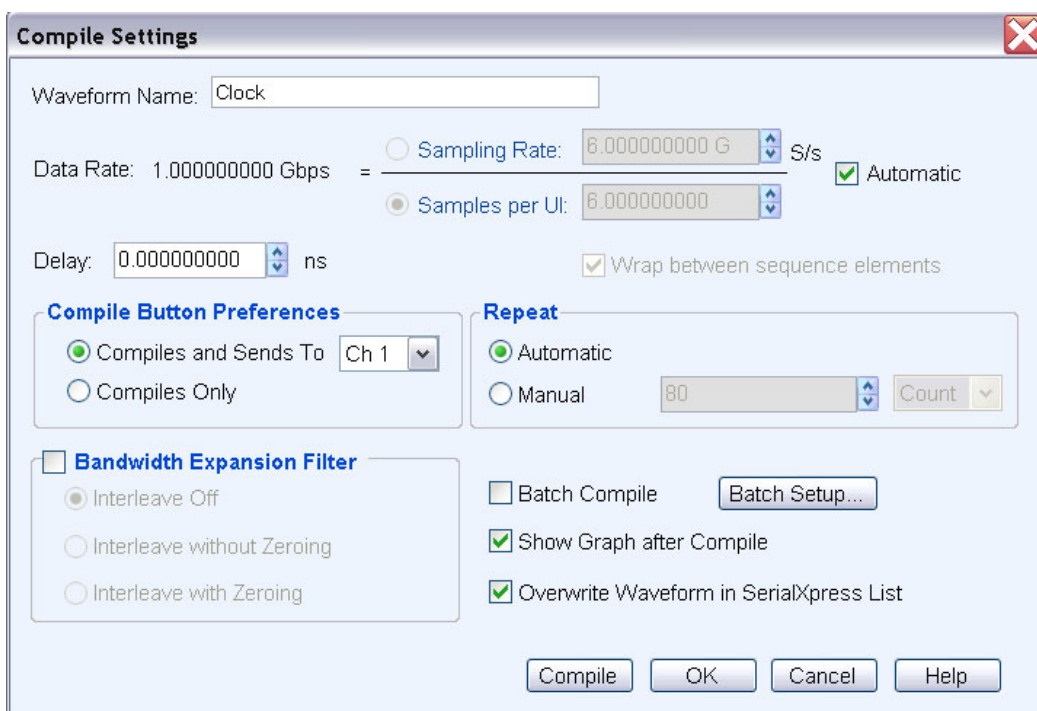 Compile Settings
Waveform Name: Clock
Sampling Rate: 6.000000000 G S/s
Data Rate: 1.000000000 Gbps = Automatic
Samples per UI: 6.000000000
Delay: 0.000000000 ns Wrap between sequence elements
Compile Button Preferences
Compiles and Sends To Ch 1
Compiles Only
Repeat
Automatic
Manual 80 Count
Bandwidth Expansion Filter
Interleave Off
Interleave without Zeroing
Interleave with Zeroing
Batch Compile Batch Setup...
Show Graph after Compile
Overwrite Waveform in SerialXpress List
Compile OK Cancel Help